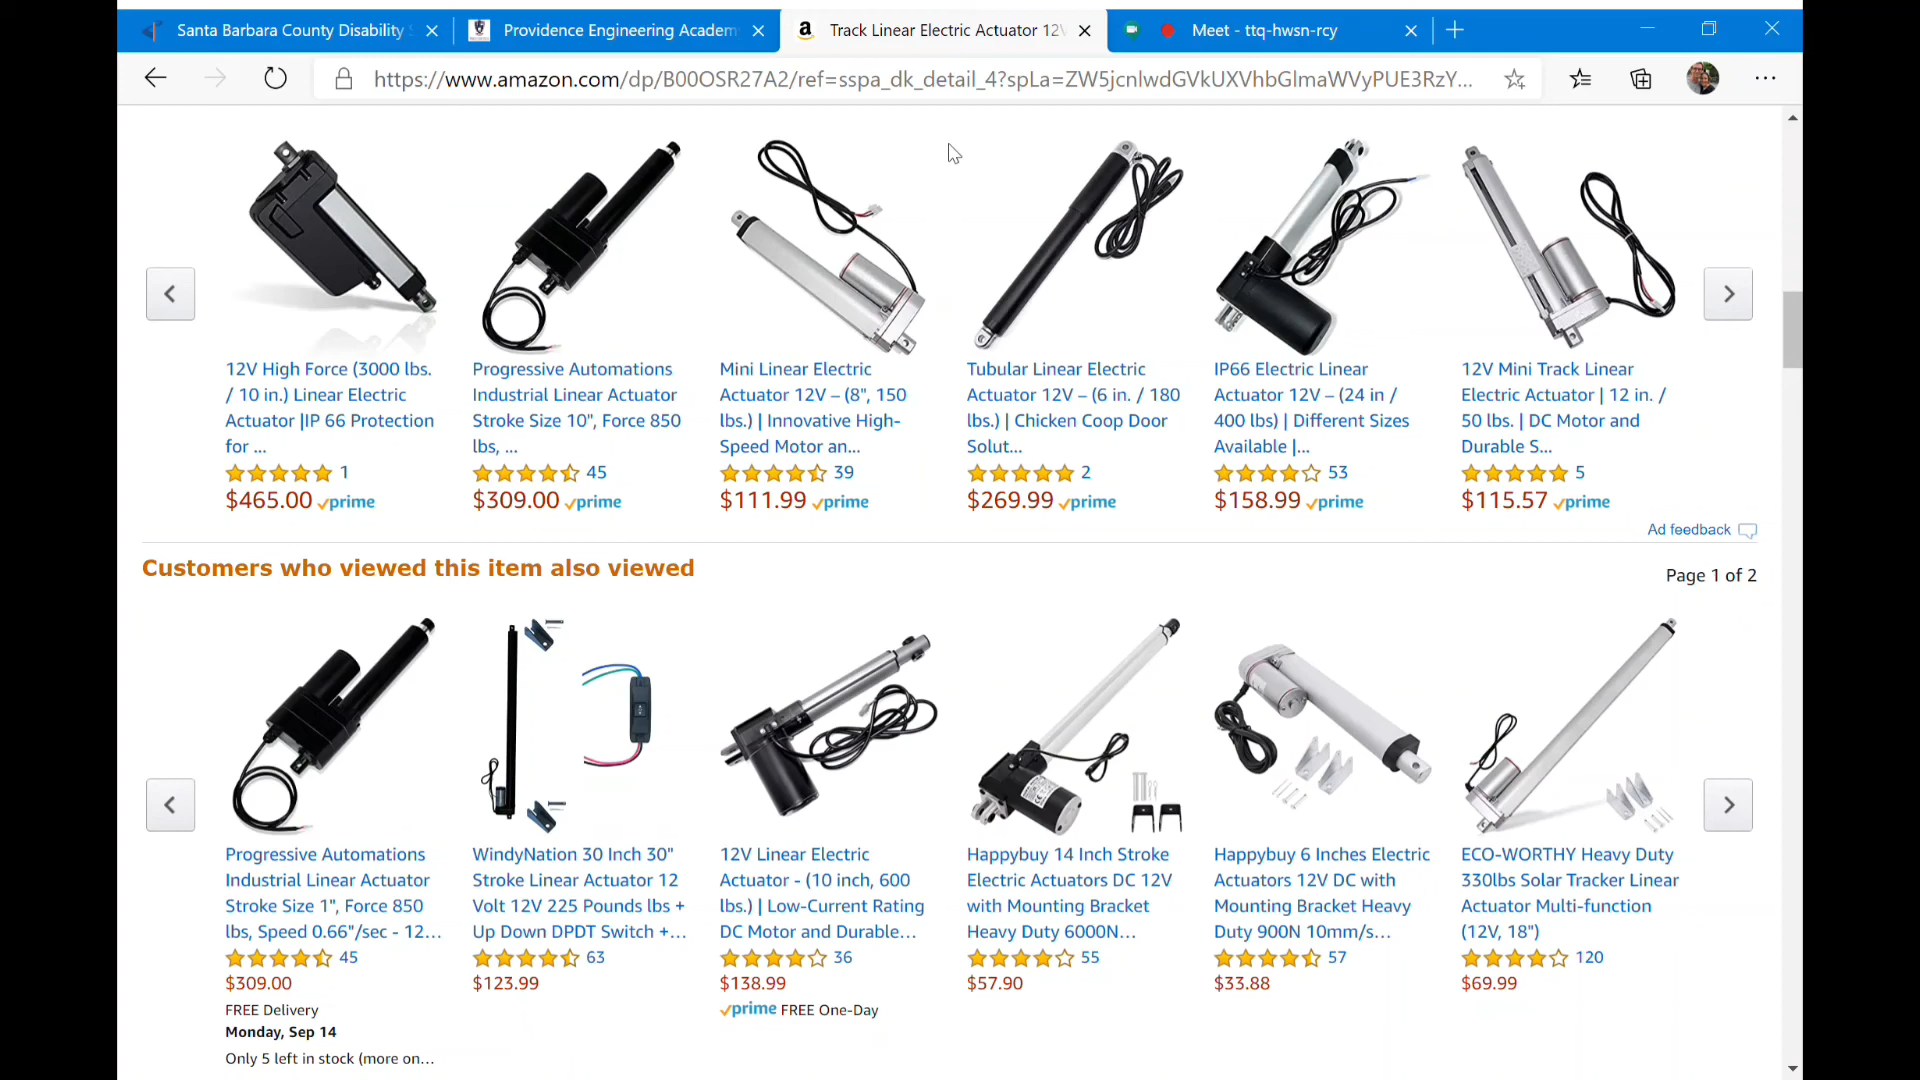 Santa Barbara County Disability S
Providence Engineering Academ
Track Linear Electric Actuator 12V
Meet - ttq-hwsn-rcy
https://www.amazon.com/dp/B00OSR27A2/ref=sspa_dk_detail_4?spLa=ZW5jcnlwdGVkUXVhbGlmaWVyPUE3RzY...
12V High Force (3000 lbs.
/ 10 in.) Linear Electric
Actuator |IP 66 Protection
for ...
1
$465.00 prime
Progressive Automations
Industrial Linear Actuator
Stroke Size 10", Force 850
lbs, ...
45
$309.00 prime
Mini Linear Electric
Actuator 12V – (8", 150
lbs.) | Innovative High-
Speed Motor an...
39
$111.99 prime
Tubular Linear Electric
Actuator 12V – (6 in. / 180
lbs.) | Chicken Coop Door
Solut...
2
$269.99 prime
IP66 Electric Linear
Actuator 12V – (24 in /
400 lbs) | Different Sizes
Available |...
53
$158.99 prime
12V Mini Track Linear
Electric Actuator | 12 in. /
50 lbs. | DC Motor and
Durable S...
5
$115.57 prime
Ad feedback
Customers who viewed this item also viewed
Page 1 of 2
Progressive Automations
Industrial Linear Actuator
Stroke Size 1", Force 850
lbs, Speed 0.66"/sec - 12...
45
$309.00
FREE Delivery
Monday, Sep 14
Only 5 left in stock (more on...
WindyNation 30 Inch 30"
Stroke Linear Actuator 12
Volt 12V 225 Pounds lbs +
Up Down DPDT Switch +...
63
$123.99
12V Linear Electric
Actuator - (10 inch, 600
lbs.) | Low-Current Rating
DC Motor and Durable...
36
$138.99
prime FREE One-Day
Happybuy 14 Inch Stroke
Electric Actuators DC 12V
with Mounting Bracket
Heavy Duty 6000N...
55
$57.90
Happybuy 6 Inches Electric
Actuators 12V DC with
Mounting Bracket Heavy
Duty 900N 10mm/s...
57
$33.88
ECO-WORTHY Heavy Duty
330lbs Solar Tracker Linear
Actuator Multi-function
(12V, 18")
120
$69.99